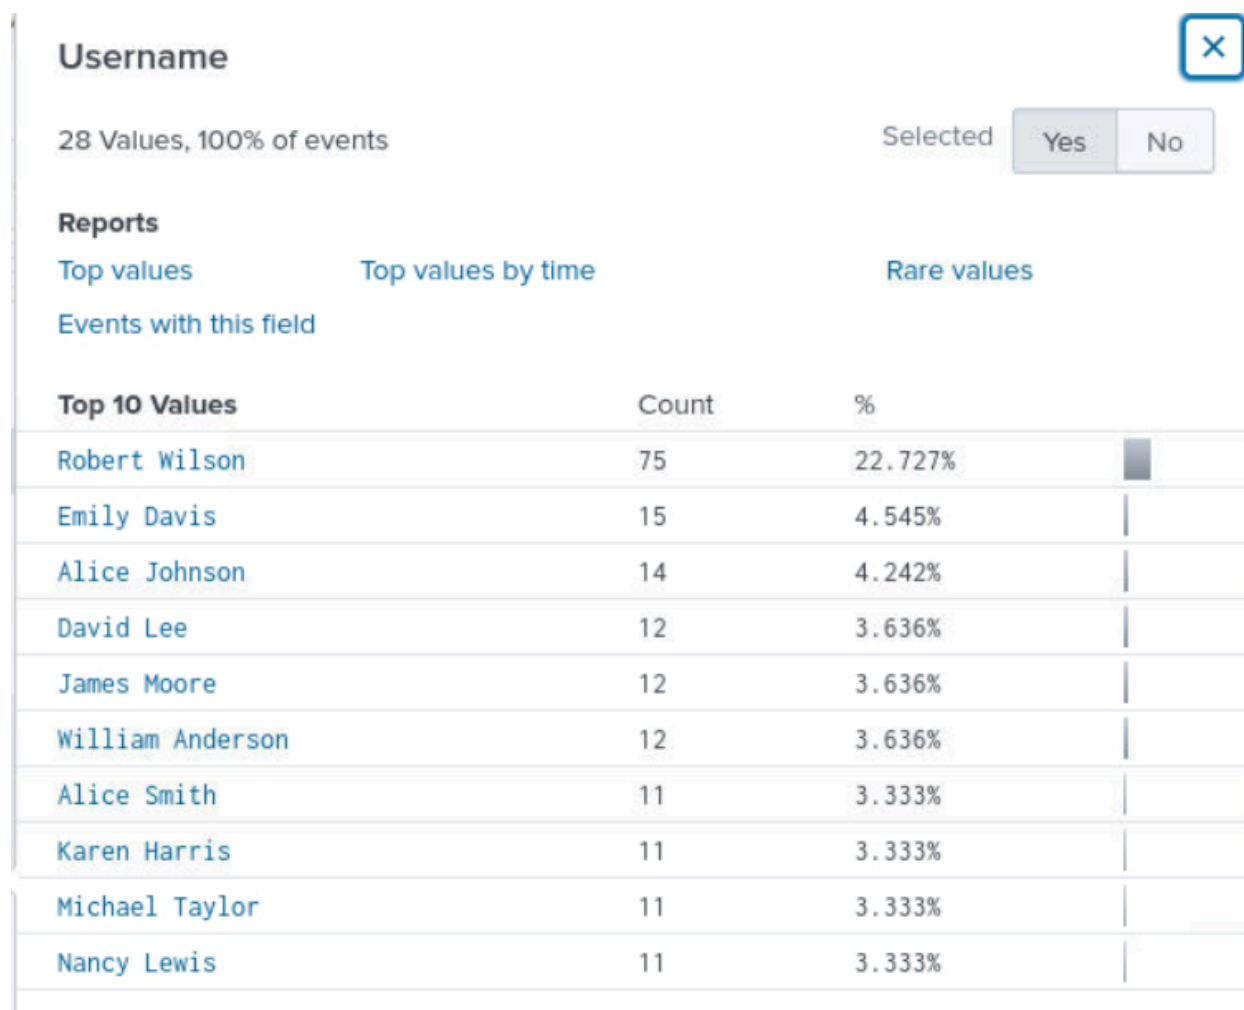 Username
28 Values, 100% of events
Selected Yes No
Reports
Top values Top values by time Rare values
Events with this field
Top 10 Values Count %
Robert Wilson 75 22.727%
Emily Davis 15 4.545%
Alice Johnson 14 4.242%
David Lee 12 3.636%
James Moore 12 3.636%
William Anderson 12 3.636%
Alice Smith 11 3.333%
Karen Harris 11 3.333%
Michael Taylor 11 3.333%
Nancy Lewis 11 3.333%